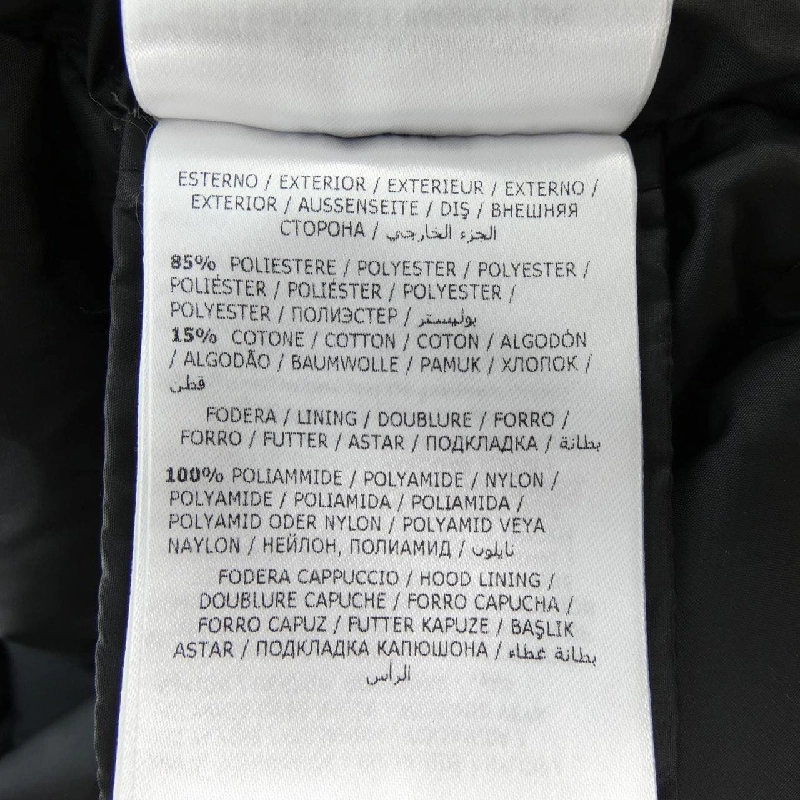 ESTERNO / EXTERIOR / EXTERIEUR / EXTERNO /
EXTERIOR / AUSSENSEITE / DIŞ / ВНЕШНЯЯ
СТОРОНА / الجزء الخارجي
85% POLIESTERE / POLYESTER / POLYESTER /
POLIÉSTER / POLIÉSTER / POLYESTER /
POLYESTER / ПОЛИЭСТЕР / بوليستر
15% COTONE / COTTON / COTON / ALGODÓN
/ ALGODÃO / BAUMWOLLE / PAMUK / ХЛОПОК /
قطن
FODERA / LINING / DOUBLURE / FORRO /
FORRO / FUTTER / ASTAR / ПОДКЛАДКА / بطانة
100% POLIAMMIDE / POLYAMIDE / NYLON /
POLYAMIDE / POLIAMIDA / POLIAMIDA /
POLYAMID ODER NYLON / POLYAMID VEYA
NAYLON / НЕЙЛОН, ПОЛИАМИД / نايلون
FODERA CAPPUCCIO / HOOD LINING /
DOUBLURE CAPUCHE / FORRO CAPUCHA /
FORRO CAPUZ / FUTTER KAPUZE / BAŞLIK
ASTAR / ПОДКЛАДКА КАПЮШОНА / بطانة غطاء
الرأس